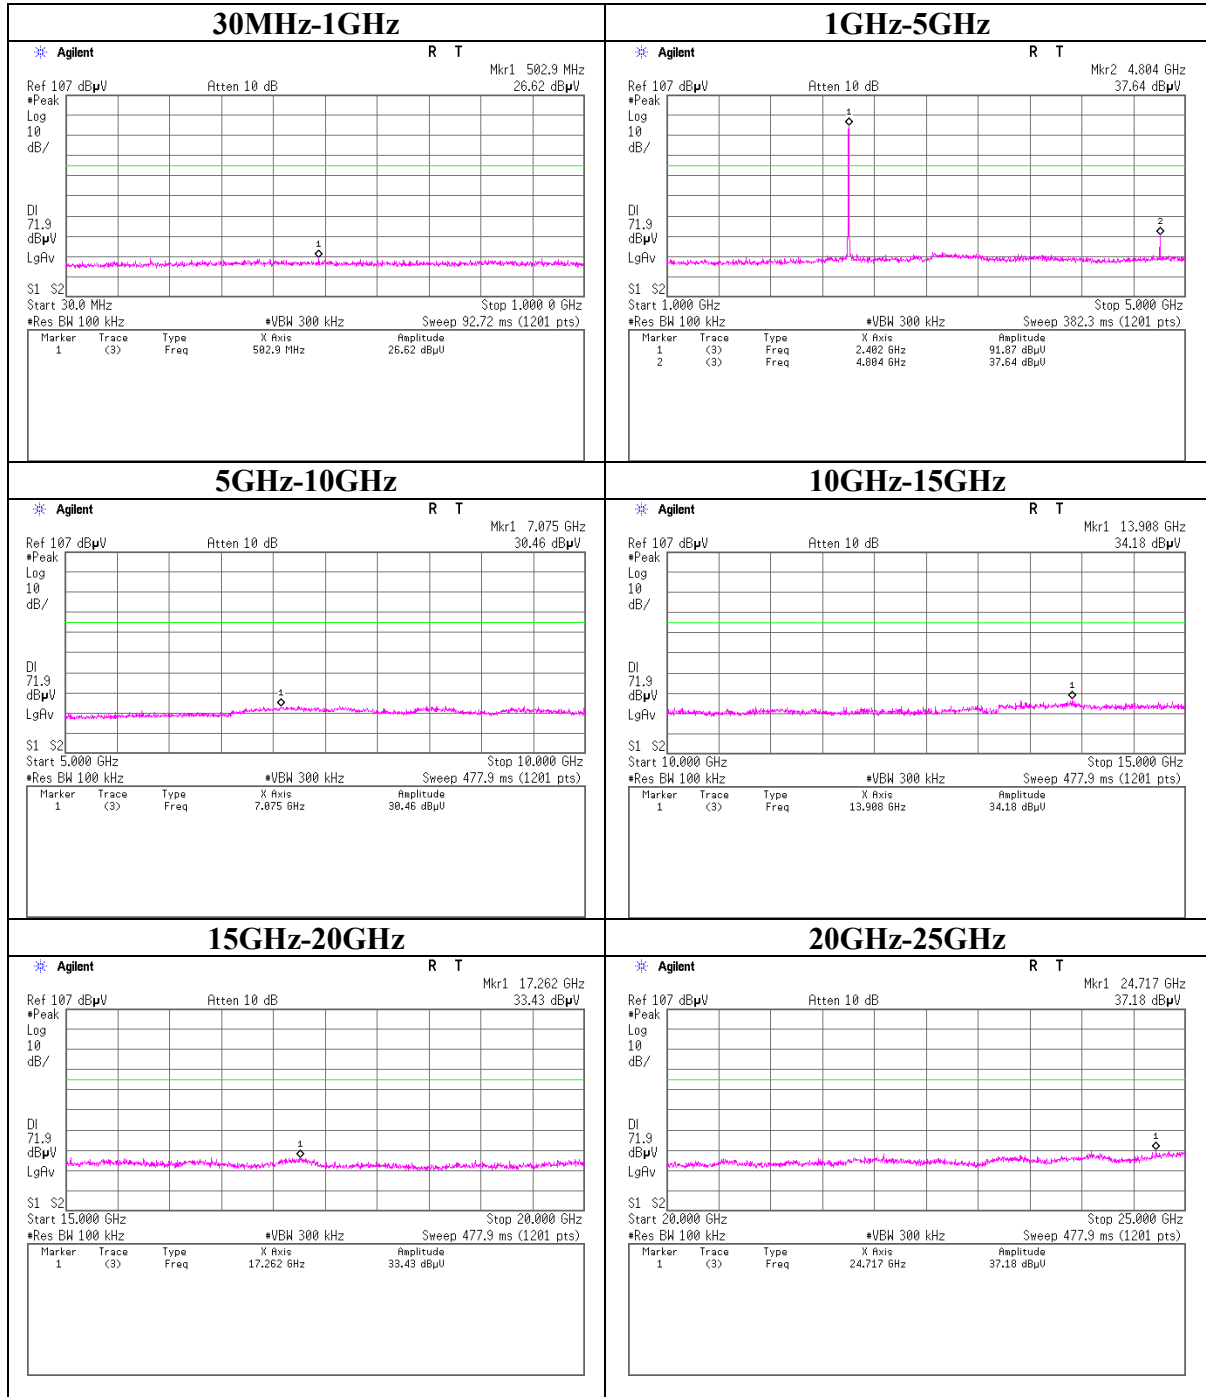 30MHz-1GHz
Agilent R T
Mkr1 502.9 MHz
Ref 107 dBµV Atten 10 dB 26.62 dBµV
#Peak
Log
10
dB/
1
DI
71.9
dBµV
LgAv
S1 S2
Start 30.0 MHz Stop 1.000 0 GHz
#Res BW 100 kHz #VBW 300 kHz Sweep 92.72 ms (1201 pts)
Marker Trace Type X Axis Amplitude
1 (3) Freq 502.9 MHz 26.62 dBµV
1GHz-5GHz
Agilent R T
Mkr2 4.804 GHz
Ref 107 dBµV Atten 10 dB 37.64 dBµV
#Peak
Log
10
dB/
1
2
DI
71.9
dBµV
LgAv
S1 S2
Start 1.000 GHz Stop 5.000 GHz
#Res BW 100 kHz #VBW 300 kHz Sweep 382.3 ms (1201 pts)
Marker Trace Type X Axis Amplitude
1 (3) Freq 2.402 GHz 91.87 dBµV
2 (3) Freq 4.804 GHz 37.64 dBµV
5GHz-10GHz
Agilent R T
Mkr1 7.075 GHz
Ref 107 dBµV Atten 10 dB 30.46 dBµV
#Peak
Log
10
dB/
1
DI
71.9
dBµV
LgAv
S1 S2
Start 5.000 GHz Stop 10.000 GHz
#Res BW 100 kHz #VBW 300 kHz Sweep 477.9 ms (1201 pts)
Marker Trace Type X Axis Amplitude
1 (3) Freq 7.075 GHz 30.46 dBµV
10GHz-15GHz
Agilent R T
Mkr1 13.908 GHz
Ref 107 dBµV Atten 10 dB 34.18 dBµV
#Peak
Log
10
dB/
1
DI
71.9
dBµV
LgAv
S1 S2
Start 10.000 GHz Stop 15.000 GHz
#Res BW 100 kHz #VBW 300 kHz Sweep 477.9 ms (1201 pts)
Marker Trace Type X Axis Amplitude
1 (3) Freq 13.908 GHz 34.18 dBµV
15GHz-20GHz
Agilent R T
Mkr1 17.262 GHz
Ref 107 dBµV Atten 10 dB 33.43 dBµV
#Peak
Log
10
dB/
1
DI
71.9
dBµV
LgAv
S1 S2
Start 15.000 GHz Stop 20.000 GHz
#Res BW 100 kHz #VBW 300 kHz Sweep 477.9 ms (1201 pts)
Marker Trace Type X Axis Amplitude
1 (3) Freq 17.262 GHz 33.43 dBµV
20GHz-25GHz
Agilent R T
Mkr1 24.717 GHz
Ref 107 dBµV Atten 10 dB 37.18 dBµV
#Peak
Log
10
dB/
1
DI
71.9
dBµV
LgAv
S1 S2
Start 20.000 GHz Stop 25.000 GHz
#Res BW 100 kHz #VBW 300 kHz Sweep 477.9 ms (1201 pts)
Marker Trace Type X Axis Amplitude
1 (3) Freq 24.717 GHz 37.18 dBµV